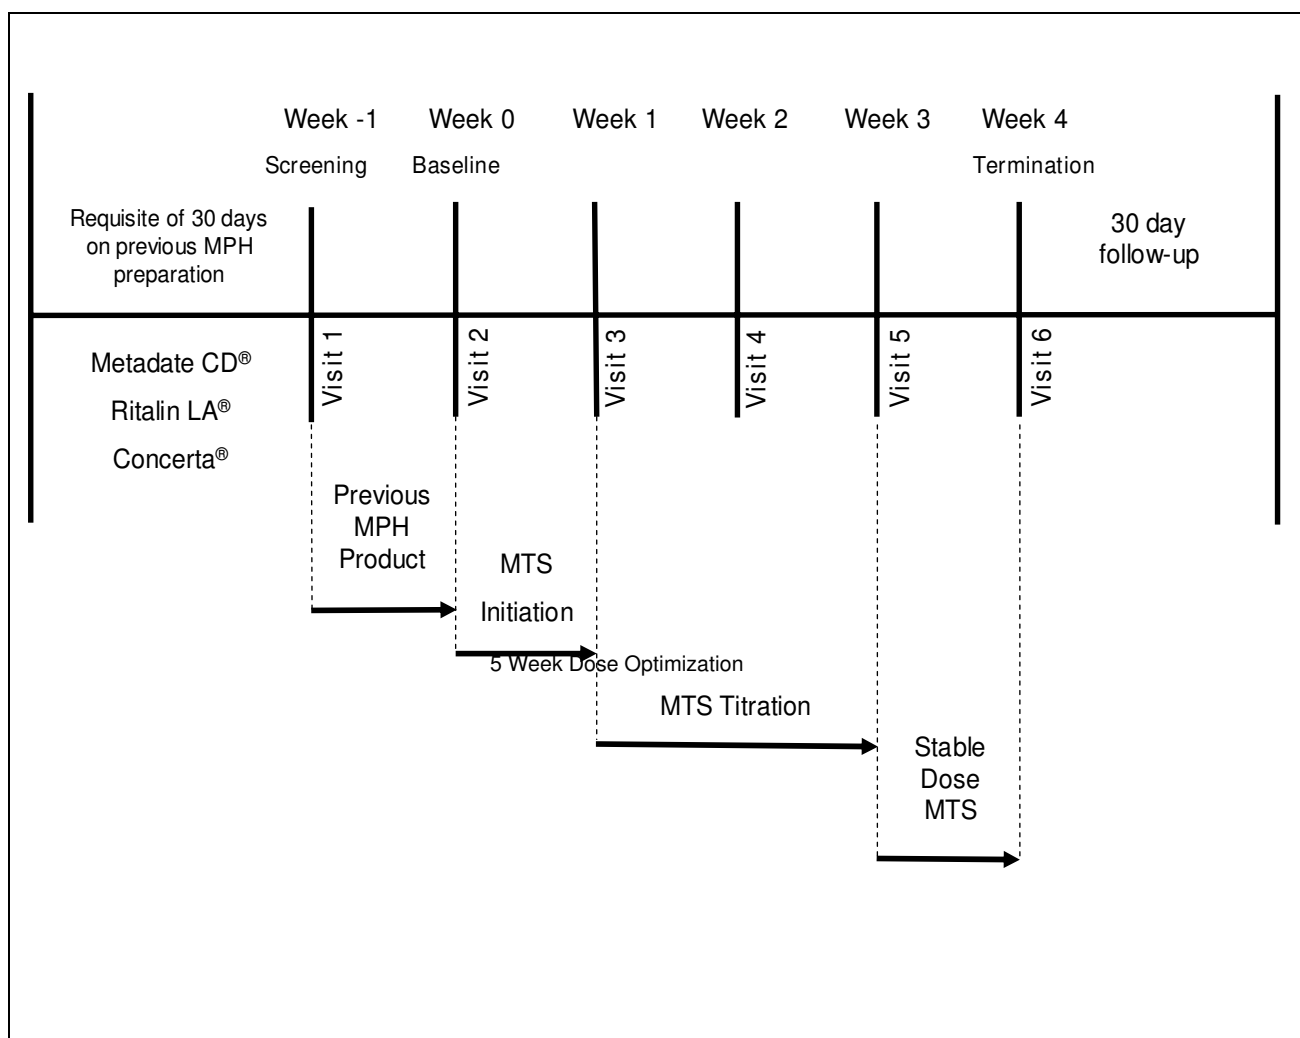 Week -1
Week 0
Week 1
Week 2
Week 3
Week 4
Screening
Baseline
Termination
Requisite of 30 days
on previous MPH
preparation
30 day
follow-up
Visit 1
Visit 2
Visit 3
Visit 4
Visit 5
Visit 6
Metadate CD®
Ritalin LA®
Concerta®
Previous
MPH
Product
MTS
Initiation
5 Week Dose Optimization
MTS Titration
Stable
Dose
MTS